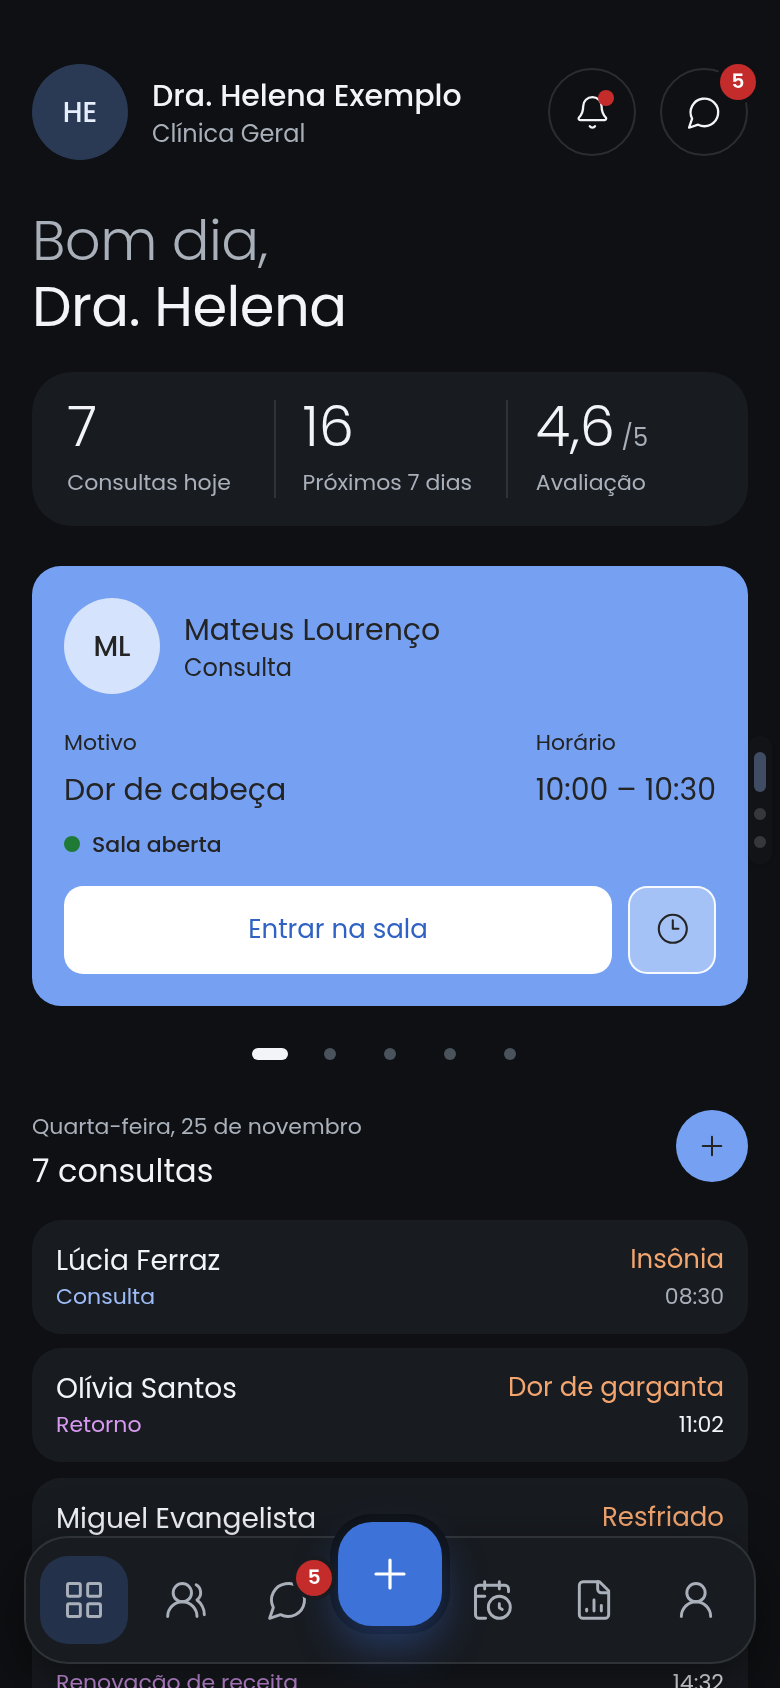 HE
Dra. Helena Exemplo
Clínica Geral
5
Bom dia,
Dra. Helena
7
Consultas hoje
16
Próximos 7 dias
4,6 /5
Avaliação
ML
Mateus Lourenço
Consulta
Motivo
Horário
Dor de cabeça
10:00 – 10:30
Sala aberta
Entrar na sala
Quarta-feira, 25 de novembro
7 consultas
Lúcia Ferraz
Insônia
Consulta
08:30
Olívia Santos
Dor de garganta
Retorno
11:02
Miguel Evangelista
Resfriado
5
Renovação de receita
14:32